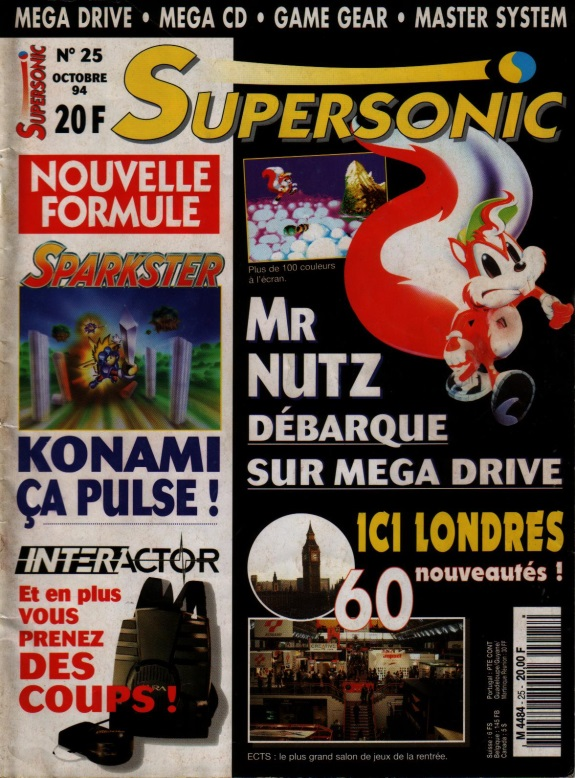 MEGA DRIVE • MEGA CD • GAME GEAR • MASTER SYSTEM
SUPERSONIC
N° 25
OCTOBRE
94
20F
SUPERSONIC
NOUVELLE
FORMULE
SPARKSTER
KONAMI
ÇA PULSE !
INTERACTOR
Et en plus
VOUS
PRENEZ
DES
COUPS !
Plus de 100 couleurs
à l'écran.
MR
NUTZ
DÉBARQUE
SUR MEGA DRIVE
ICI LONDRES
60 nouveautés !
ECTS : le plus grand salon de jeux de la rentrée.
Suisse : 6 FS
Belgique : 145 FB
Canada : 5 $
Portugal : PTE CONT
Guadeloupe/Guyane/
Martinique/Réunion : 30 FF
M 4484 - 25 - 20,00 F